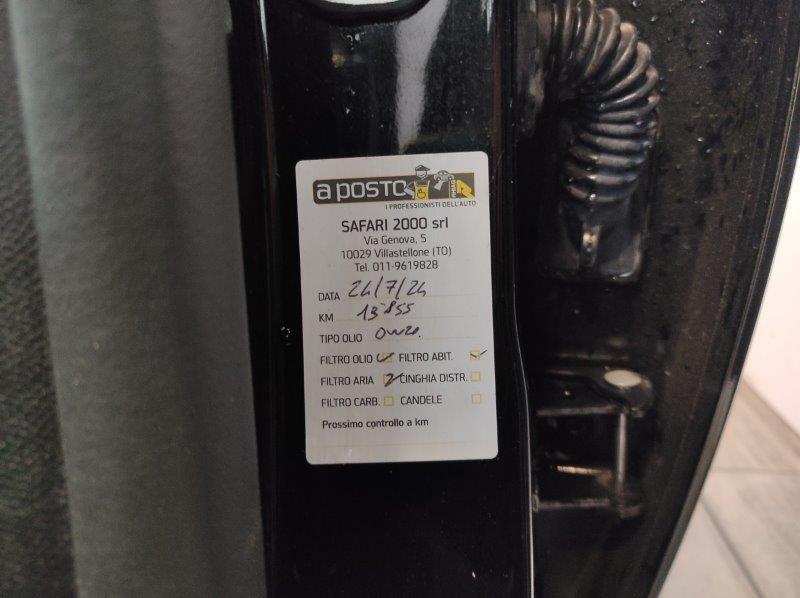 a posto
I PROFESSIONISTI DELL'AUTO
SAFARI 2000 srl
Via Genova, 5
10029 Villastellone (TO)
Tel. 011-9619828
DATA 24/7/24
KM 13855
TIPO OLIO 0W20
FILTRO OLIO FILTRO ABIT.
FILTRO ARIA CINGHIA DISTR.
FILTRO CARB. CANDELE
Prossimo controllo a km